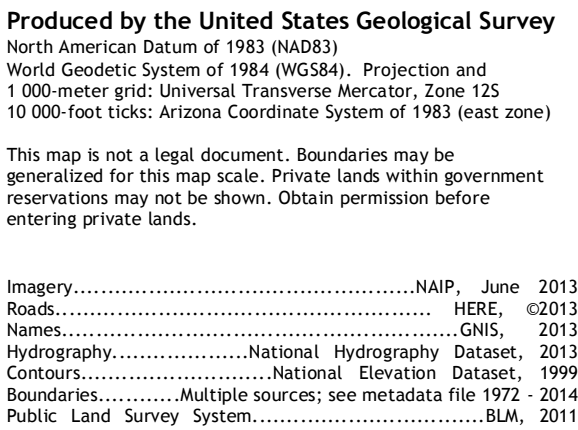 Produced by the United States Geological Survey
North American Datum of 1983 (NAD83)
World Geodetic System of 1984 (WGS84).  Projection and
1 000-meter grid: Universal Transverse Mercator, Zone 12S
10 000-foot ticks: Arizona Coordinate System of 1983 (east zone)
This map is not a legal document. Boundaries may be
generalized for this map scale. Private lands within government
reservations may not be shown. Obtain permission before
entering private lands.
Imagery..................................................NAIP, June 2013
Roads...................................................... HERE, ©2013
Names.........................................................GNIS, 2013
Hydrography....................National Hydrography Dataset, 2013
Contours............................National Elevation Dataset, 1999
Boundaries............Multiple sources; see metadata file 1972 - 2014
Public Land Survey System..................................BLM, 2011